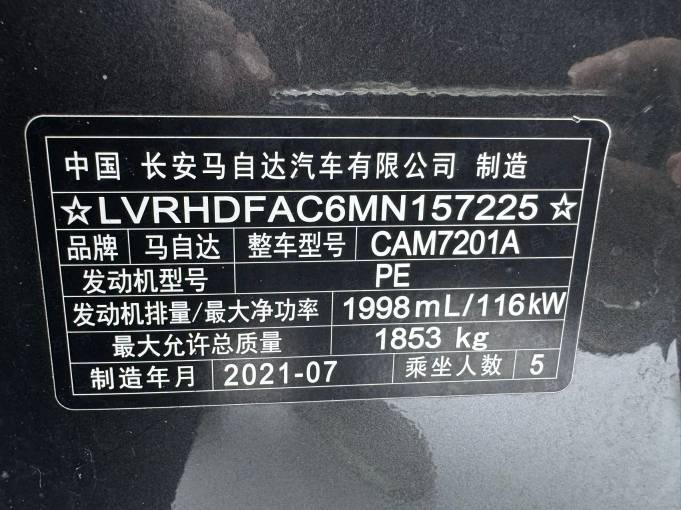 中国 长安马自达汽车有限公司 制造
☆LVRHDFAC6MN157225☆
品牌 马自达 整车型号 CAM7201A
发动机型号 PE
发动机排量/最大净功率 1998mL/116kW
最大允许总质量 1853 kg
制造年月 2021-07 乘坐人数 5